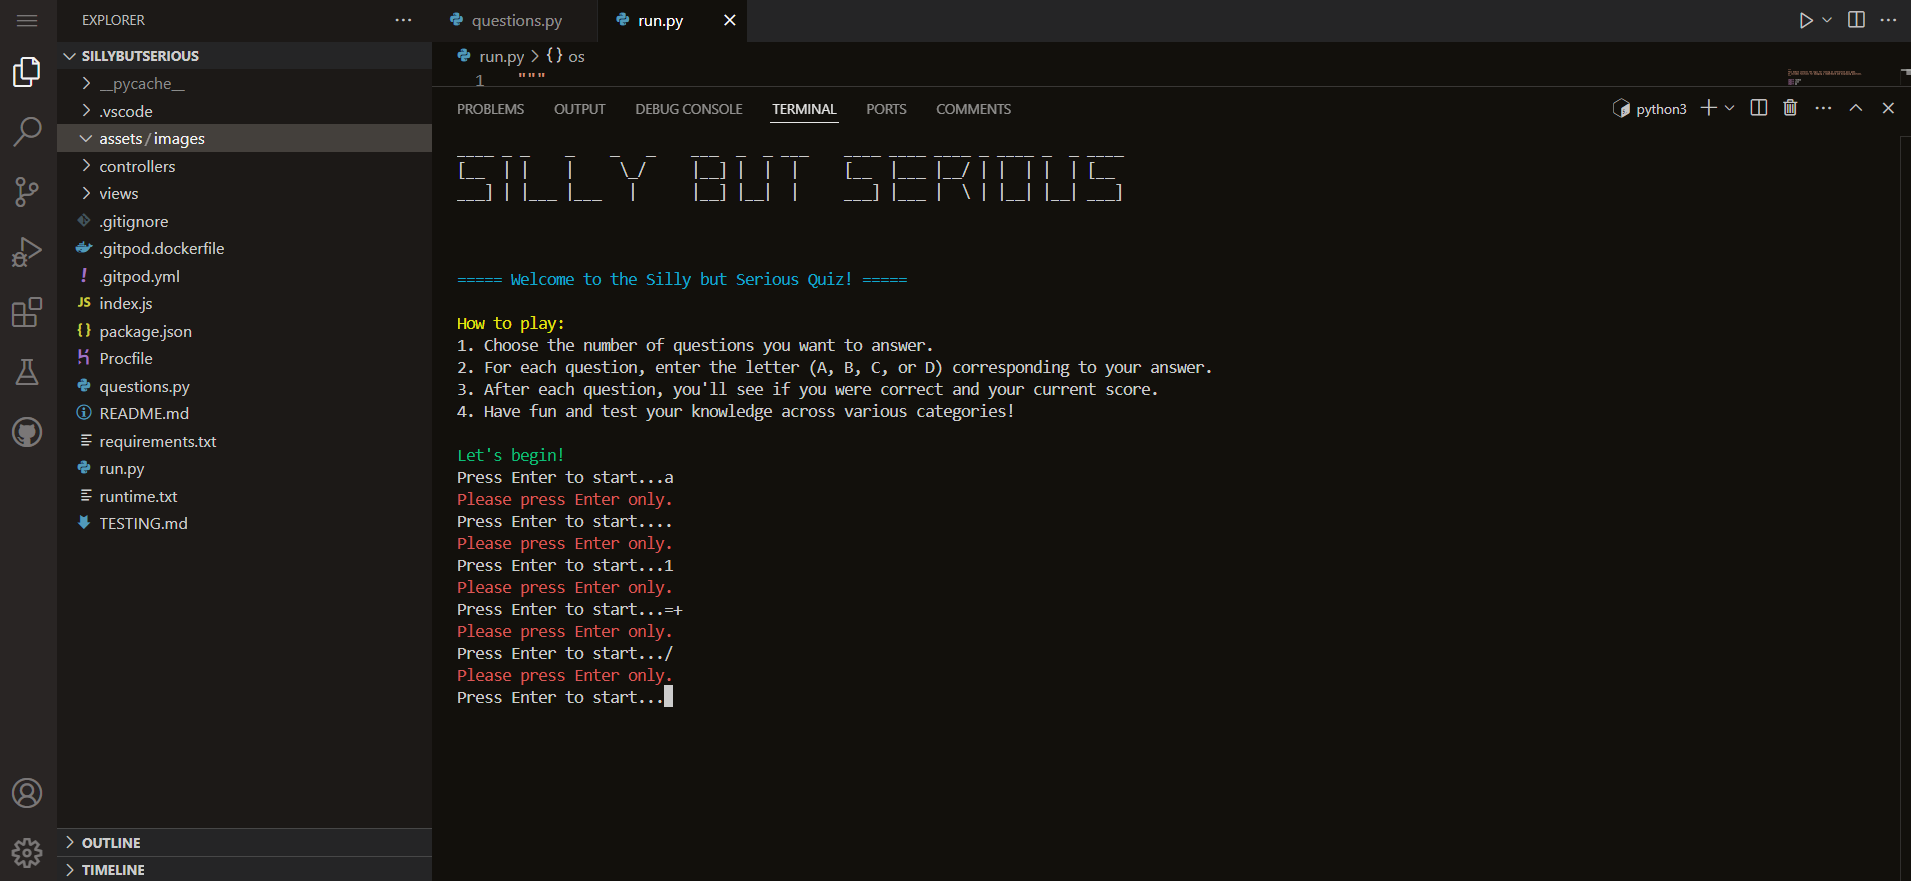 EXPLORER
SILLYBUTSERIOUS
__pycache__
.vscode
assets / images
controllers
views
.gitignore
.gitpod.dockerfile
! .gitpod.yml
JS index.js
{} package.json
Procfile
questions.py
README.md
requirements.txt
run.py
runtime.txt
TESTING.md
OUTLINE
TIMELINE
questions.py
run.py
run.py > {} os
1 """
PROBLEMS OUTPUT DEBUG CONSOLE TERMINAL PORTS COMMENTS
python3
SILLY BUT SERIOUS
===== Welcome to the Silly but Serious Quiz! =====
How to play:
1. Choose the number of questions you want to answer.
2. For each question, enter the letter (A, B, C, or D) corresponding to your answer.
3. After each question, you'll see if you were correct and your current score.
4. Have fun and test your knowledge across various categories!
Let's begin!
Press Enter to start...a
Please press Enter only.
Press Enter to start....
Please press Enter only.
Press Enter to start...1
Please press Enter only.
Press Enter to start...=+
Please press Enter only.
Press Enter to start.../
Please press Enter only.
Press Enter to start...